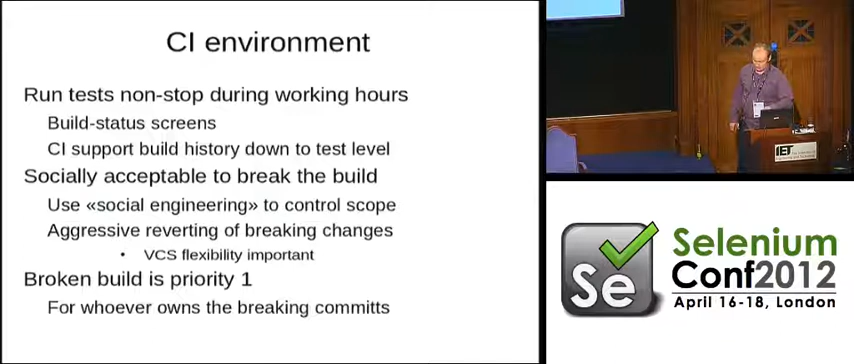 CI environment
Run tests non-stop during working hours
Build-status screens
CI support build history down to test level
Socially acceptable to break the build
Use «social engineering» to control scope
Aggressive reverting of breaking changes
• VCS flexibility important
Broken build is priority 1
For whoever owns the breaking committs
IET
Se
Selenium
Conf2012
April 16-18, London